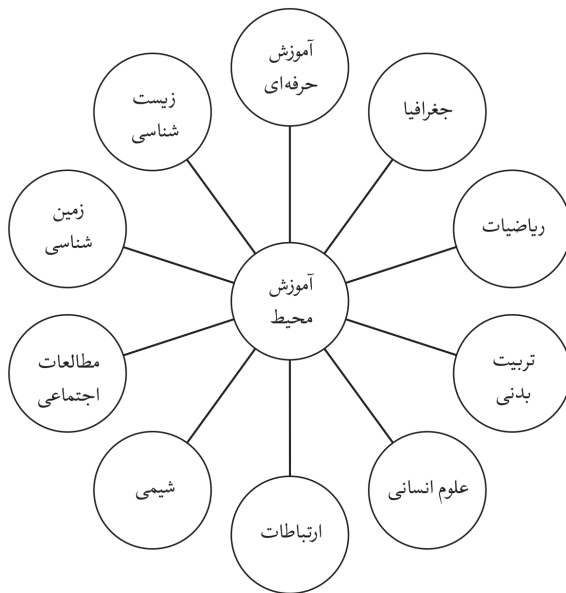 آموزش
حرفه‌ای
جغرافیا
ریاضیات
تربیت
بدنی
علوم انسانی
ارتباطات
شیمی
مطالعات
اجتماعی
زمین
شناسی
زیست
شناسی
آموزش
محیط